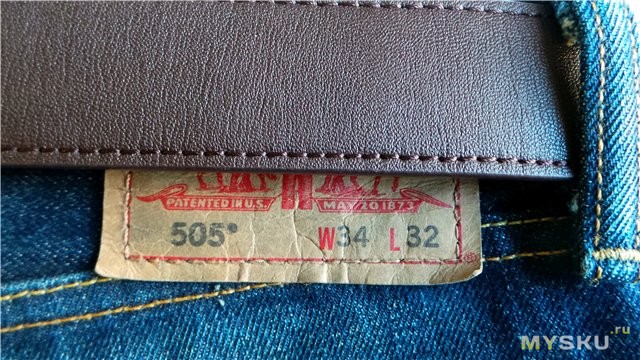 PATENTED IN U.S. MAY 20 1873
505® W34 L32
®
MYSKU.ru